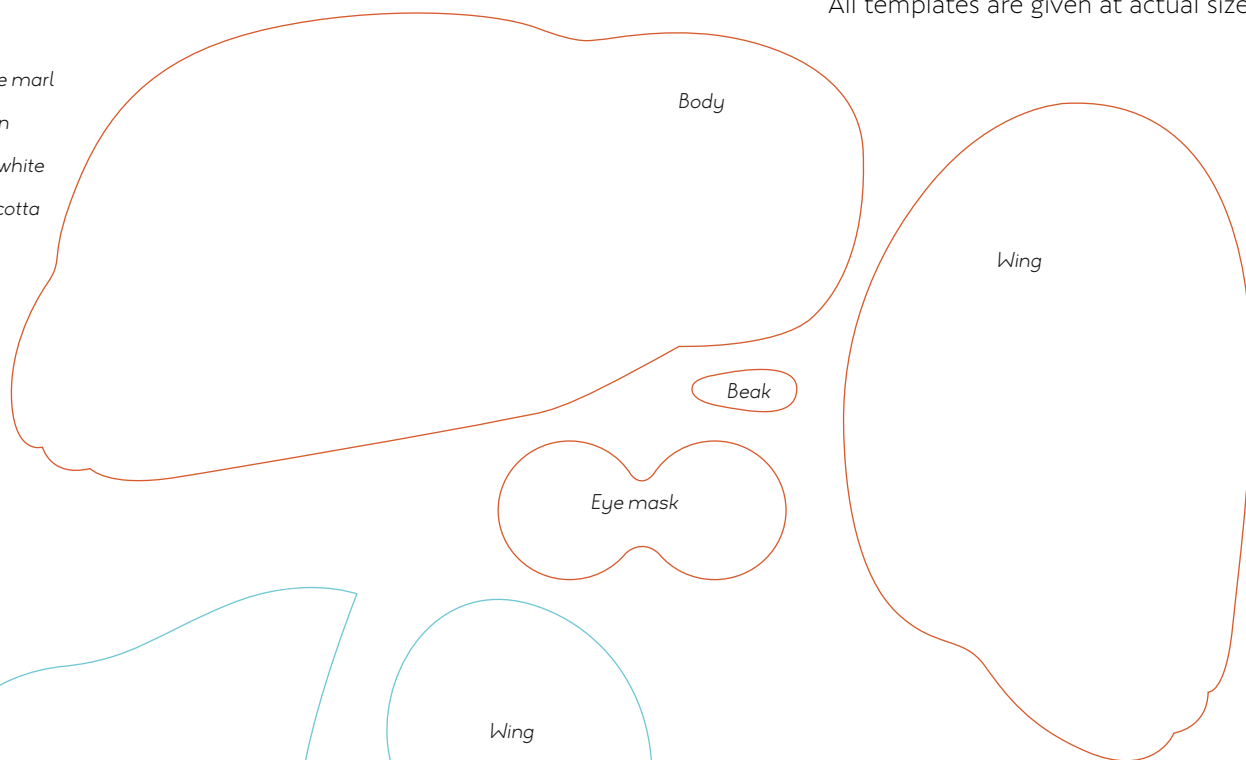 All templates are given at actual size
e marl
n
white
cotta
Body
Wing
Beak
Eye mask
Wing